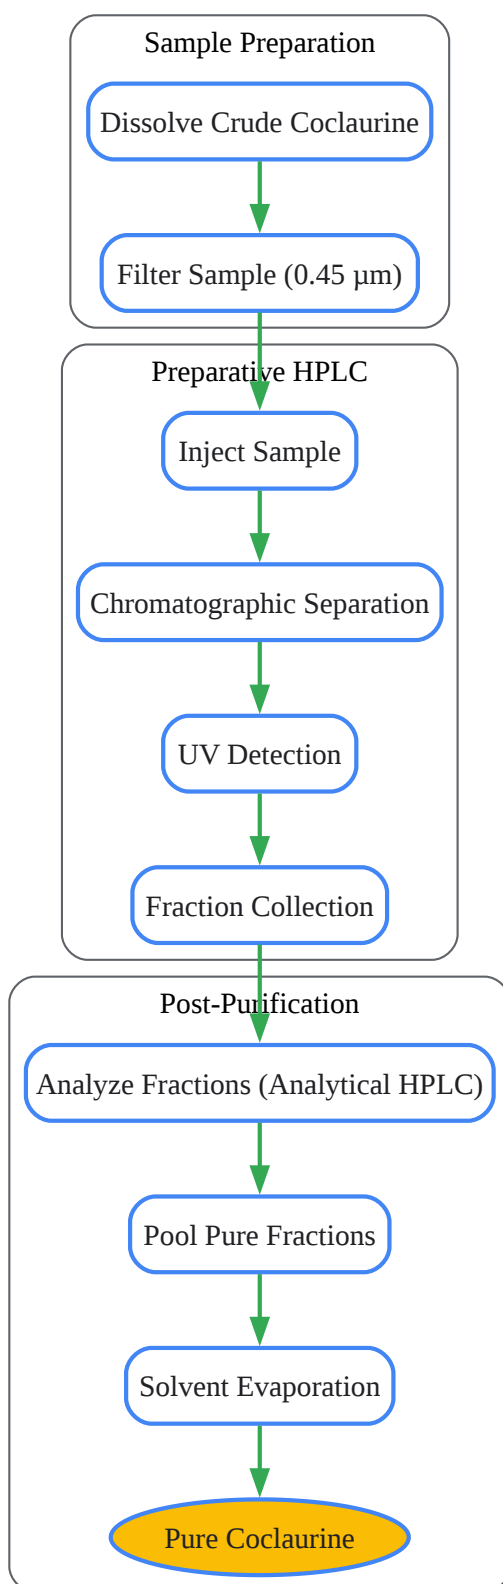 Sample Preparation
Dissolve Crude Coclaurine
Filter Sample (0.45 µm)
Preparative HPLC
Inject Sample
Chromatographic Separation
UV Detection
Fraction Collection
Post-Purification
Analyze Fractions (Analytical HPLC)
Pool Pure Fractions
Solvent Evaporation
Pure Coclaurine